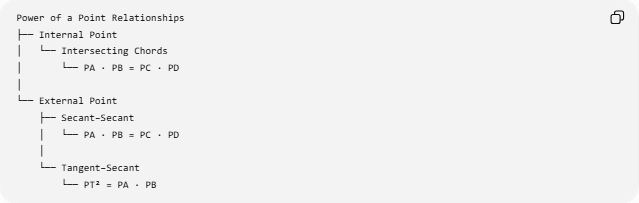 Power of a Point Relationships
├── Internal Point
│   └── Intersecting Chords
│       └── PA · PB = PC · PD
│
└── External Point
    ├── Secant–Secant
    │   └── PA · PB = PC · PD
    │
    └── Tangent–Secant
        └── PT² = PA · PB